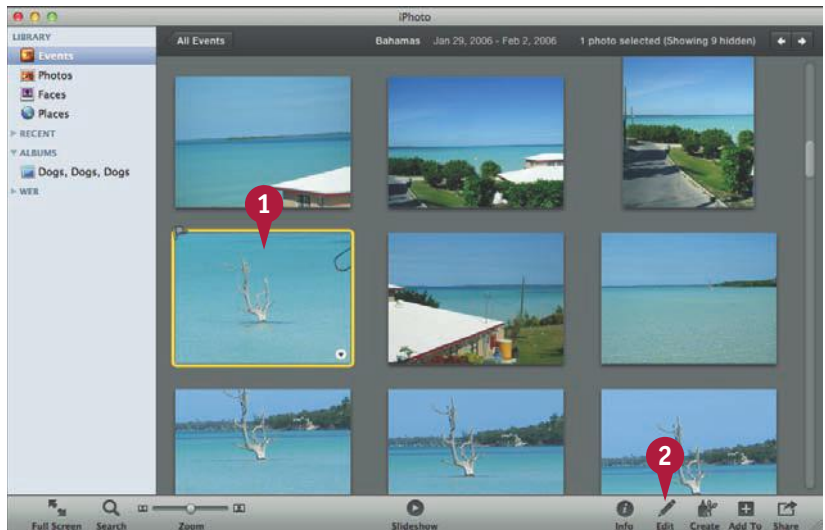 iPhoto
LIBRARY
Events
Photos
Faces
Places
RECENT
ALBUMS
Dogs, Dogs, Dogs
WEB
All Events
Bahamas Jan 29, 2006 - Feb 2, 2006 1 photo selected (Showing 9 hidden)
1
2
Full Screen Search Zoom Slideshow Info Edit Create Add To Share